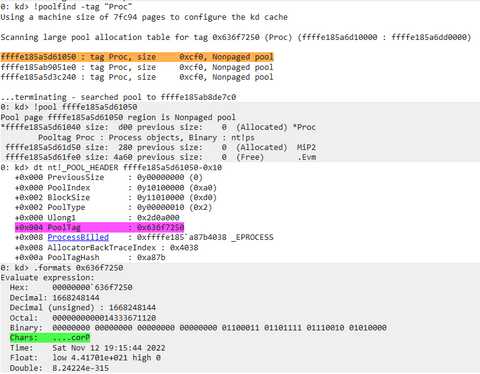 0: kd> !poolfind -tag "Proc"
Using a machine size of 7fc94 pages to configure the kd cache
Scanning large pool allocation table for tag 0x636f7250 (Proc) (ffffe185a6d10000 : ffffe185a6dd0000)
ffffe185a5d61050 : tag Proc, size     0xcf0, Nonpaged pool
ffffe185ab9051e0 : tag Proc, size     0xcf0, Nonpaged pool
ffffe185a5d3c240 : tag Proc, size     0xcf0, Nonpaged pool
...terminating - searched pool to ffffe185ab8de7c0
0: kd> !pool ffffe185a5d61050
Pool page ffffe185a5d61050 region is Nonpaged pool
*ffffe185a5d61040 size:  d00 previous size:    0  (Allocated) *Proc
Pooltag Proc : Process objects, Binary : nt!ps
ffffe185a5d61d50 size:  280 previous size:    0  (Allocated)  MiP2
ffffe185a5d61fe0 size: 4a60 previous size:    0  (Free)       .Evm
0: kd> dt nt!_POOL_HEADER ffffe185a5d61050-0x10
+0x000 PreviousSize     : 0y00000000 (0)
+0x000 PoolIndex        : 0y10100000 (0xa0)
+0x002 BlockSize        : 0y11010000 (0xd0)
+0x002 PoolType         : 0y00000010 (0x2)
+0x000 Ulong1           : 0x2d0a000
+0x004 PoolTag          : 0x636f7250
+0x008 ProcessBilled    : 0xffffe185`a87b4038 _EPROCESS
+0x008 AllocatorBackTraceIndex : 0x4038
+0x00a PoolTagHash      : 0xa87b
0: kd> .formats 0x636f7250
Evaluate expression:
Hex:     00000000`636f7250
Decimal: 1668248144
Decimal (unsigned) : 1668248144
Octal:   0000000000014333671120
Binary:  00000000 00000000 00000000 00000000 01100011 01101111 01110010 01010000
Chars:   ....corP
Time:    Sat Nov 12 19:15:44 2022
Float:   low 4.41701e+021 high 0
Double:  8.24224e-315